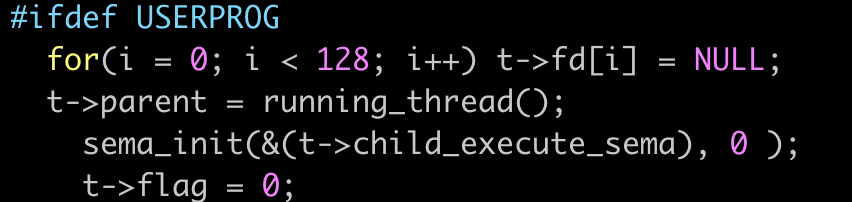 #ifdef USERPROG
for(i = 0; i < 128; i++) t->fd[i] = NULL;
t->parent = running_thread();
sema_init(&(t->child_execute_sema), 0 );
t->flag = 0;